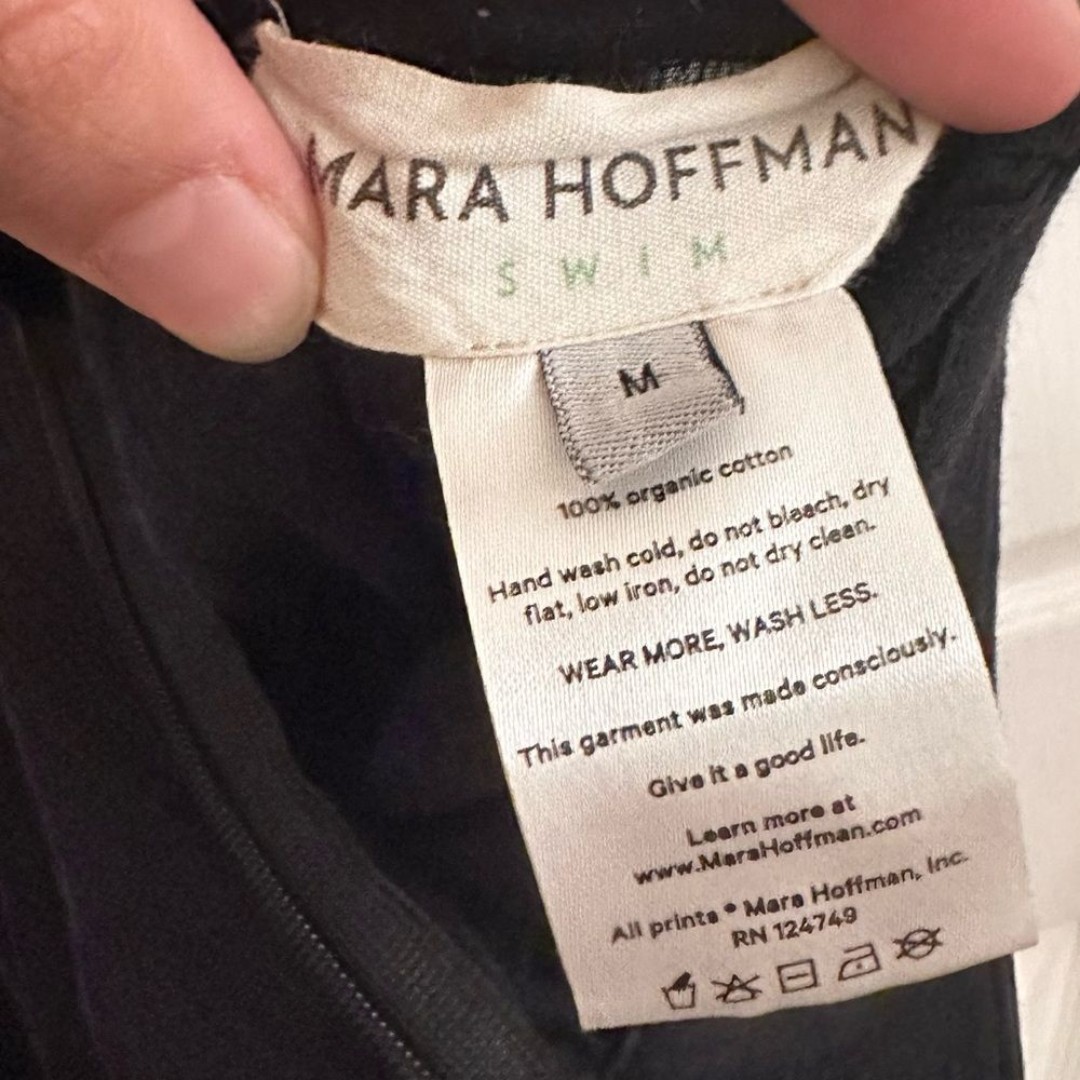 MARA HOFFMAN
SWIM
M
100% organic cotton
Hand wash cold, do not bleach, dry
flat, low iron, do not dry clean.
WEAR MORE, WASH LESS.
This garment was made consciously.
Give it a good life.
Learn more at
www.MaraHoffman.com
All prints ® Mara Hoffman, Inc.
RN 124749